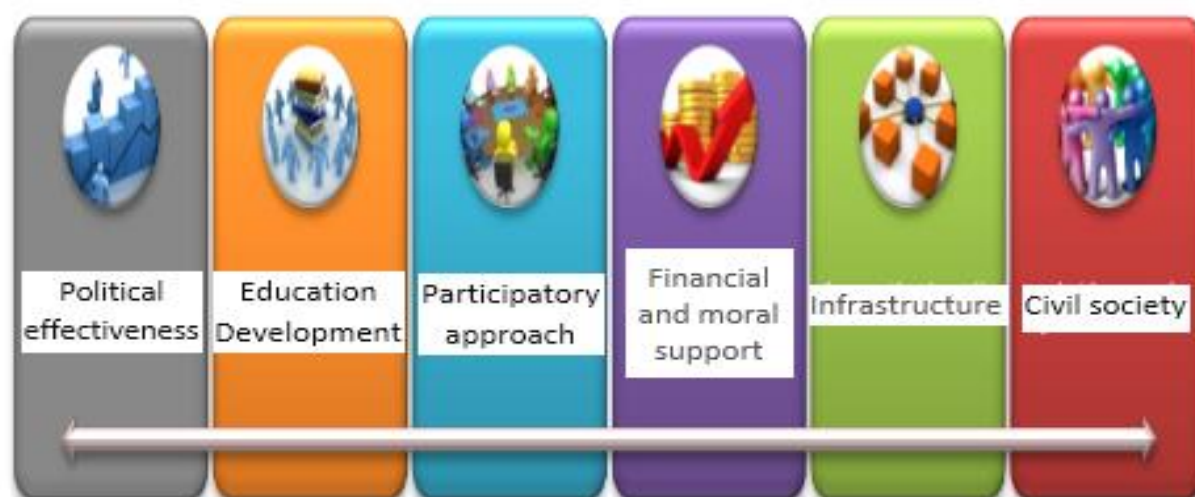 Political
effectiveness
Education
Development
Participatory
approach
Financial
and moral
support
Infrastructure
Civil society